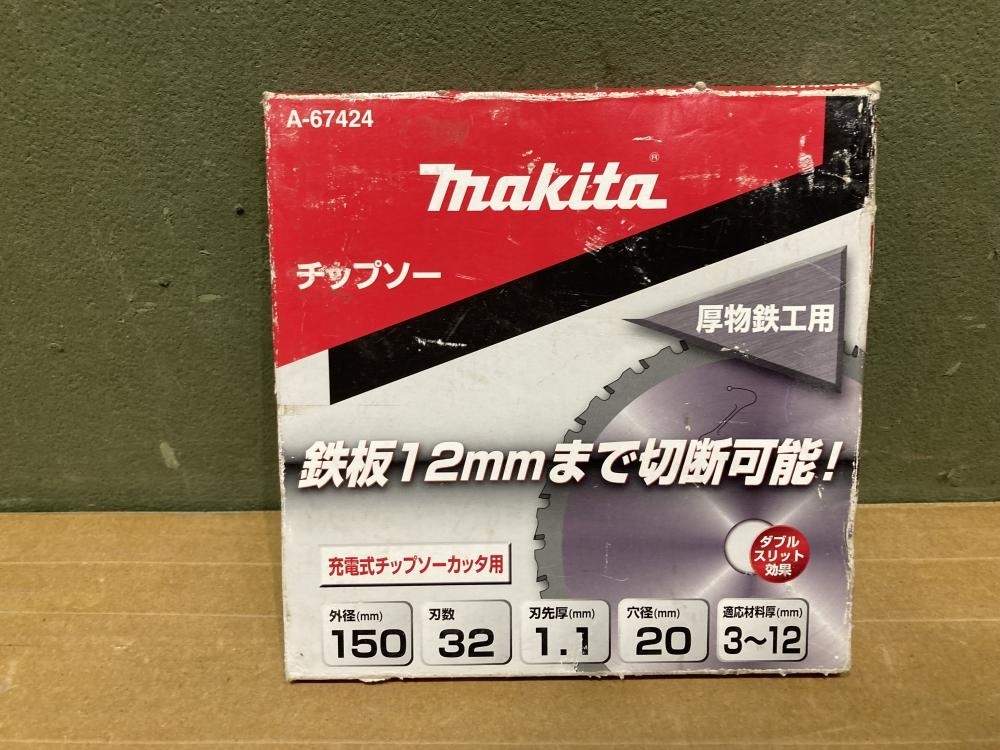 A-67424
makita®
チップソー
厚物鉄工用
鉄板12mmまで切断可能!
ダブル
スリット
効果
充電式チップソーカッタ用
外径(mm)
150
刃数
32
刃先厚(mm)
1.1
穴径(mm)
20
適応材料厚(mm)
3〜12